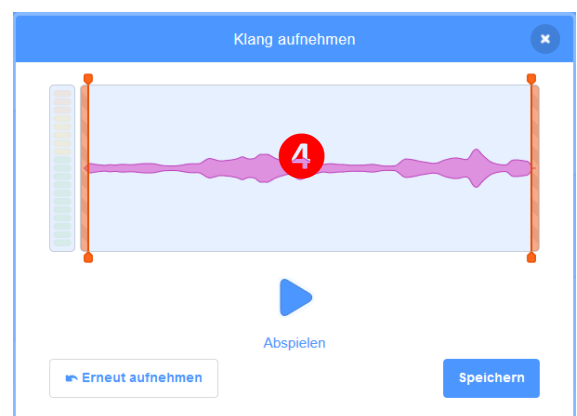 Klang aufnehmen
4
Abspielen
Erneut aufnehmen
Speichern